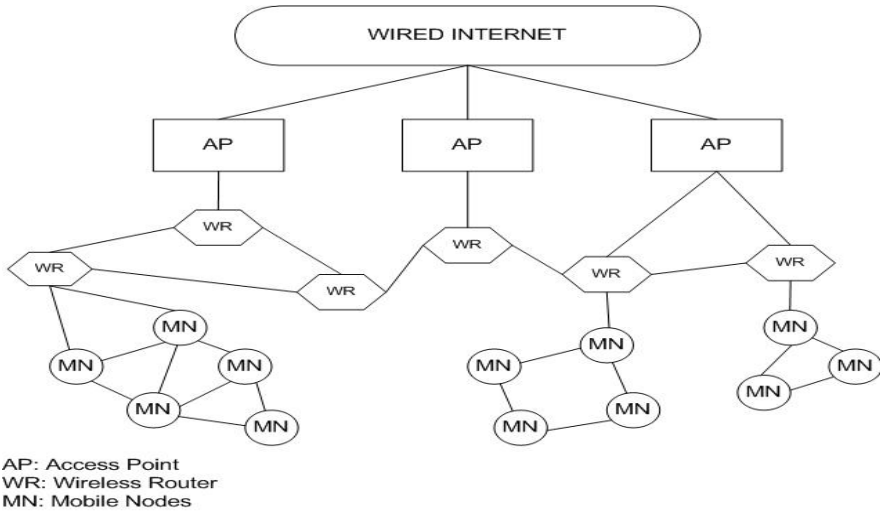 WIRED INTERNET
AP AP AP
WR
WR
WR
WR
WR
WR
MN
MN
MN
MN
MN
MN
MN
MN
MN
MN
MN
MN
AP: Access Point
WR: Wireless Router
MN: Mobile Nodes